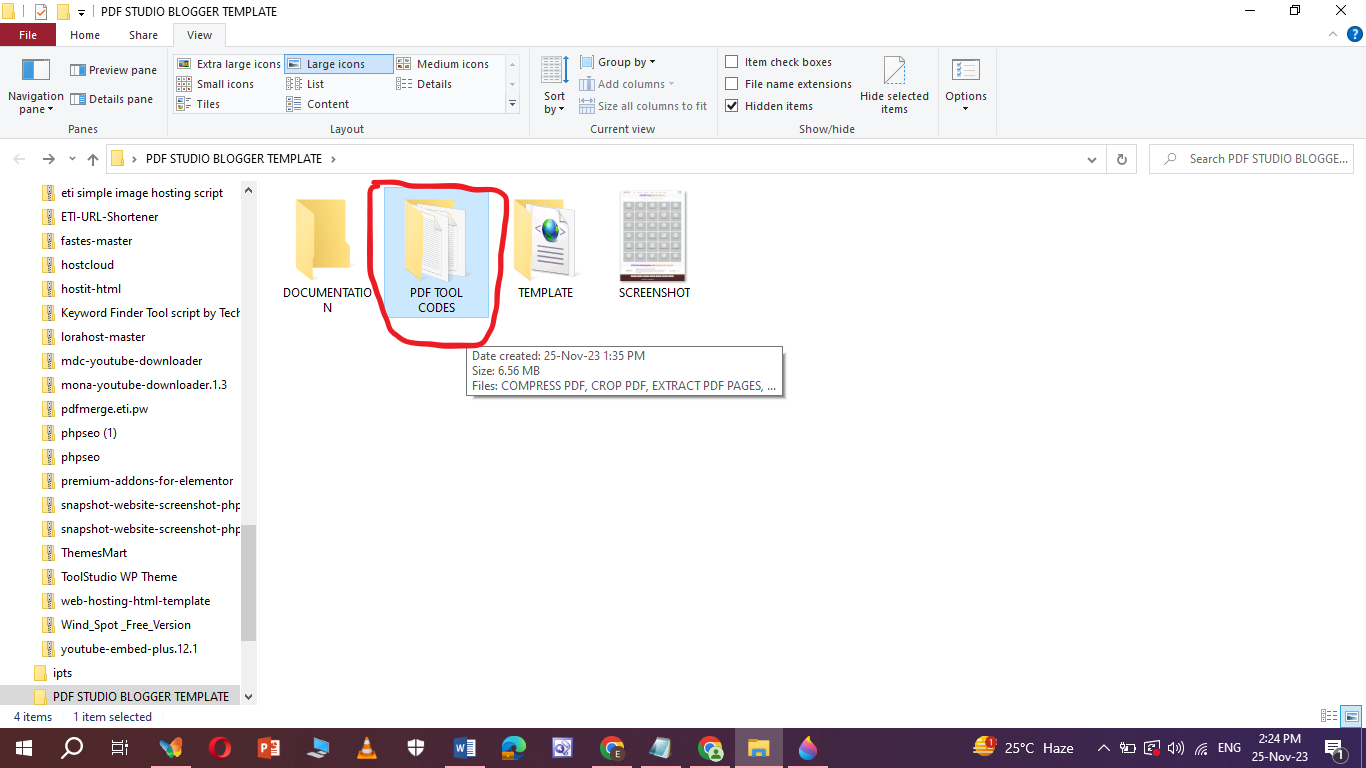 PDF STUDIO BLOGGER TEMPLATE
File Home Share View
Navigation pane
Preview pane
Details pane
Panes
Extra large icons Large icons Medium icons
Small icons List Details
Tiles Content
Layout
Sort by
Group by
Add columns
Size all columns to fit
Current view
Item check boxes
File name extensions
Hidden items
Hide selected items
Show/hide
Options
PDF STUDIO BLOGGER TEMPLATE
Search PDF STUDIO BLOGGE...
eti simple image hosting script
ETI-URL-Shortener
fastes-master
hostcloud
hostit-html
Keyword Finder Tool script by Tech
lorahost-master
mdc-youtube-downloader
mona-youtube-downloader.1.3
pdfmerge.eti.pw
phpseo (1)
phpseo
premium-addons-for-elementor
snapshot-website-screenshot-php
snapshot-website-screenshot-php
ThemesMart
ToolStudio WP Theme
web-hosting-html-template
Wind_Spot _Free_Version
youtube-embed-plus.12.1
ipts
PDF STUDIO BLOGGER TEMPLATE
DOCUMENTATIO
N
PDF TOOL
CODES
TEMPLATE
SCREENSHOT
Date created: 25-Nov-23 1:35 PM
Size: 6.56 MB
Files: COMPRESS PDF, CROP PDF, EXTRACT PDF PAGES, ...
4 items 1 item selected
25°C Haze
ENG
2:24 PM
25-Nov-23
1